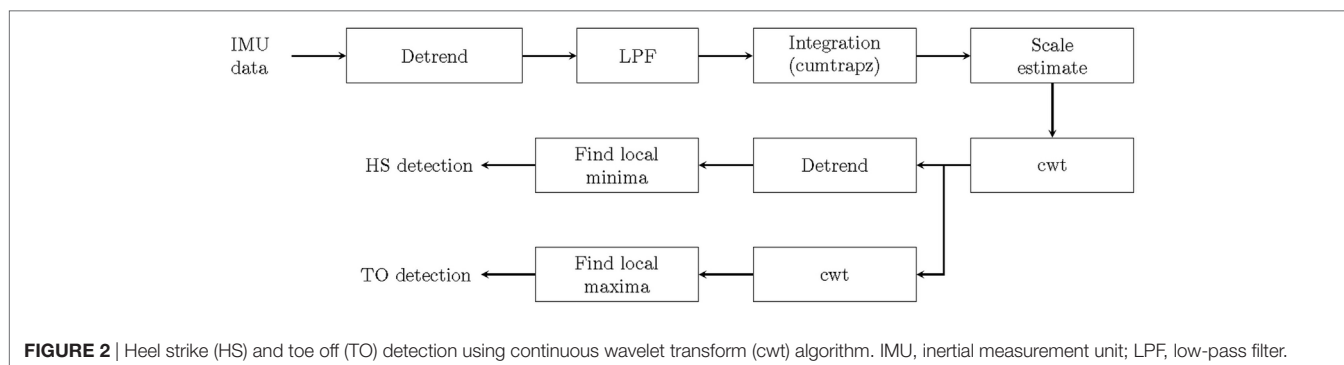 IMU
data
Detrend
LPF
Integration
(cumtrapz)
Scale
estimate
HS detection
Find local
minima
Detrend
cwt
TO detection
Find local
maxima
cwt
FIGURE 2 | Heel strike (HS) and toe off (TO) detection using continuous wavelet transform (cwt) algorithm. IMU, inertial measurement unit; LPF, low-pass filter.